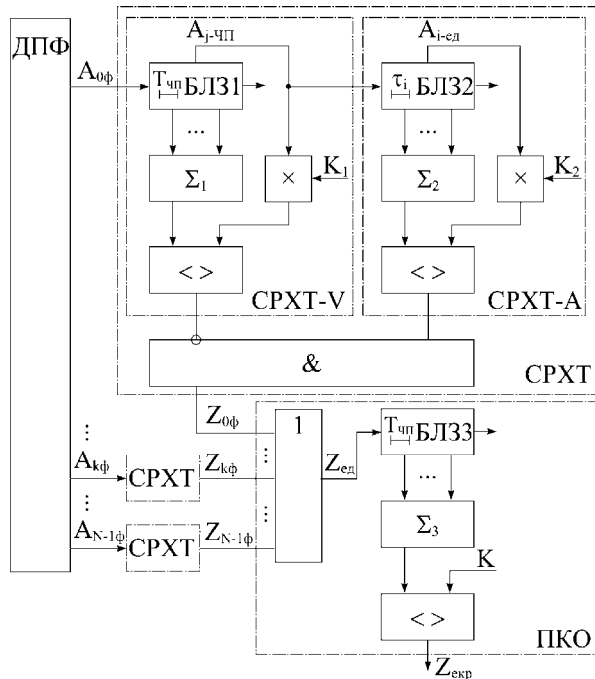 ДПФ
A₀ф
Aj-ЧП
Ai-ед
Tчп БЛЗ1
τi БЛЗ2
...
...
Σ₁
×
K₁
Σ₂
×
K₂
< >
< >
СРХТ-V
СРХТ-A
&
СРХТ
Z₀ф
1
Tчп БЛЗ3
...
Akф
СРХТ
Zkф
...
Zед
...
...
AN-1ф
СРХТ
ZN-1ф
...
Σ₃
K
< >
ПКО
Zекр